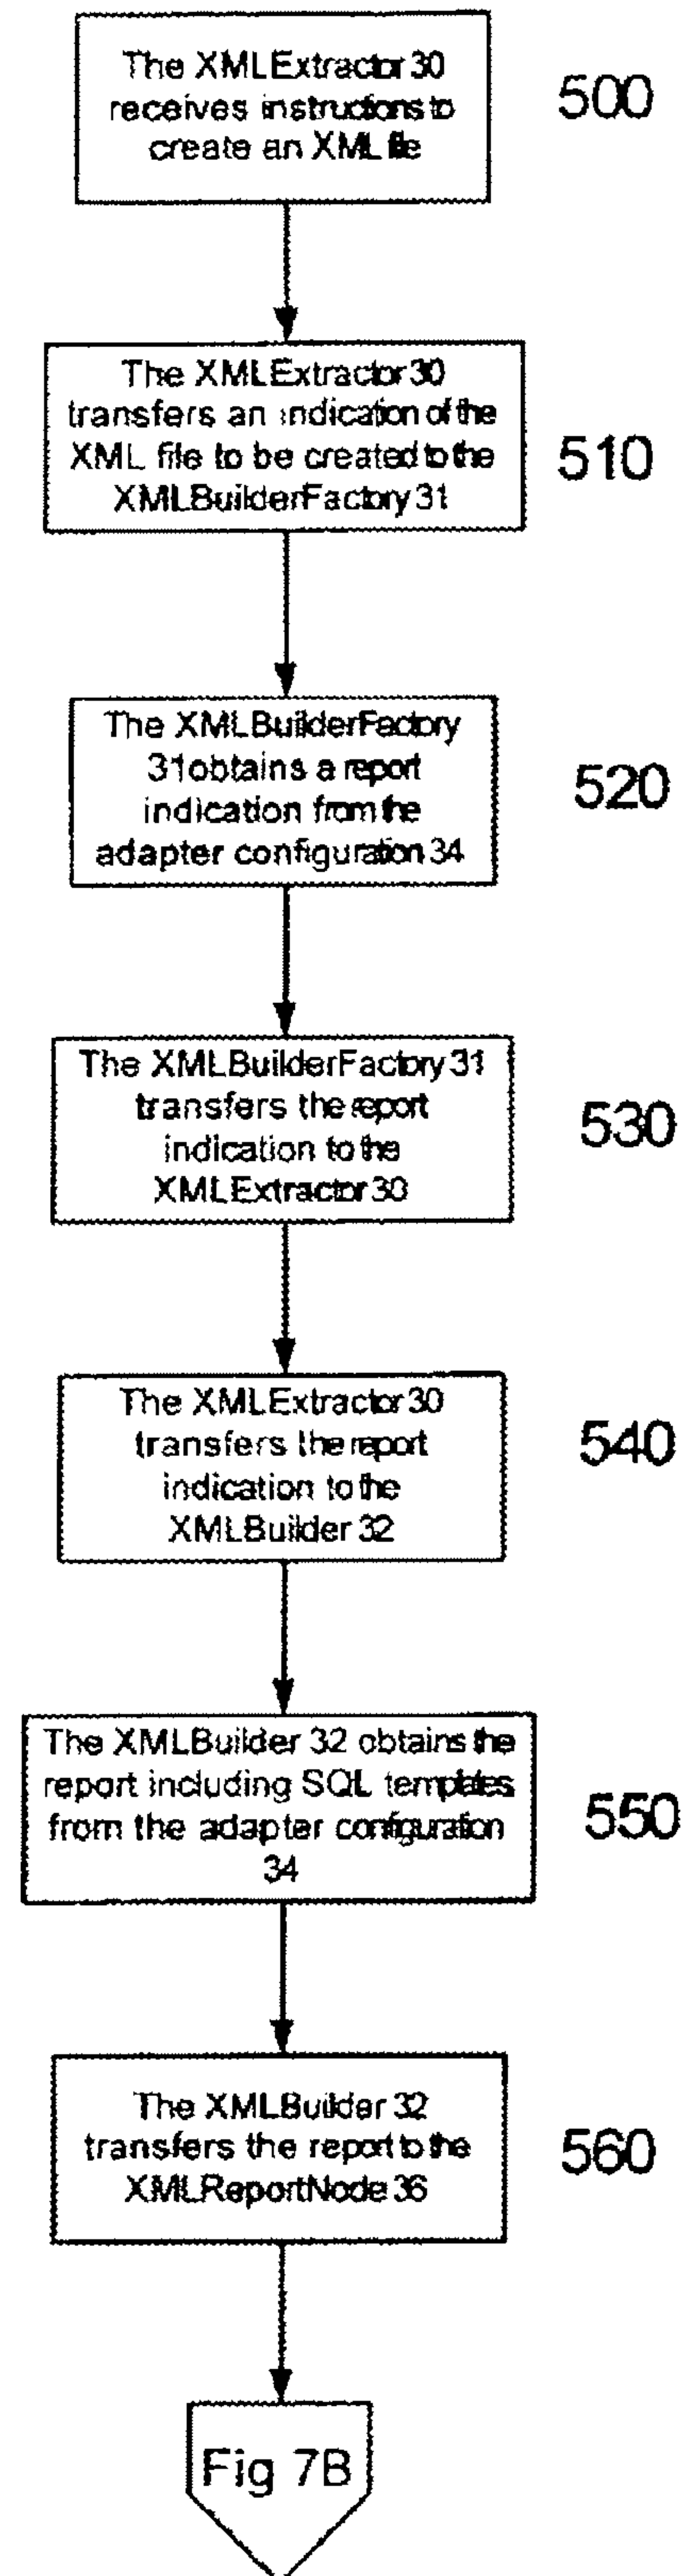 The XMLExtractor 30
receives instructions to
create an XML file
500
The XMLExtractor 30
transfers an indication of the
XML file to be created to the
XMLBuilderFactory 31
510
The XMLBuilderFactory
31 obtains a report
indication from the
adapter configuration 34
520
The XMLBuilderFactory 31
transfers the report
indication to the
XMLExtractor 30
530
The XMLExtractor 30
transfers the report
indication to the
XMLBuilder 32
540
The XMLBuilder 32 obtains the
report including SQL templates
from the adapter configuration
34
550
The XMLBuilder 32
transfers the report to the
XMLReportNode 36
560
Fig 7B